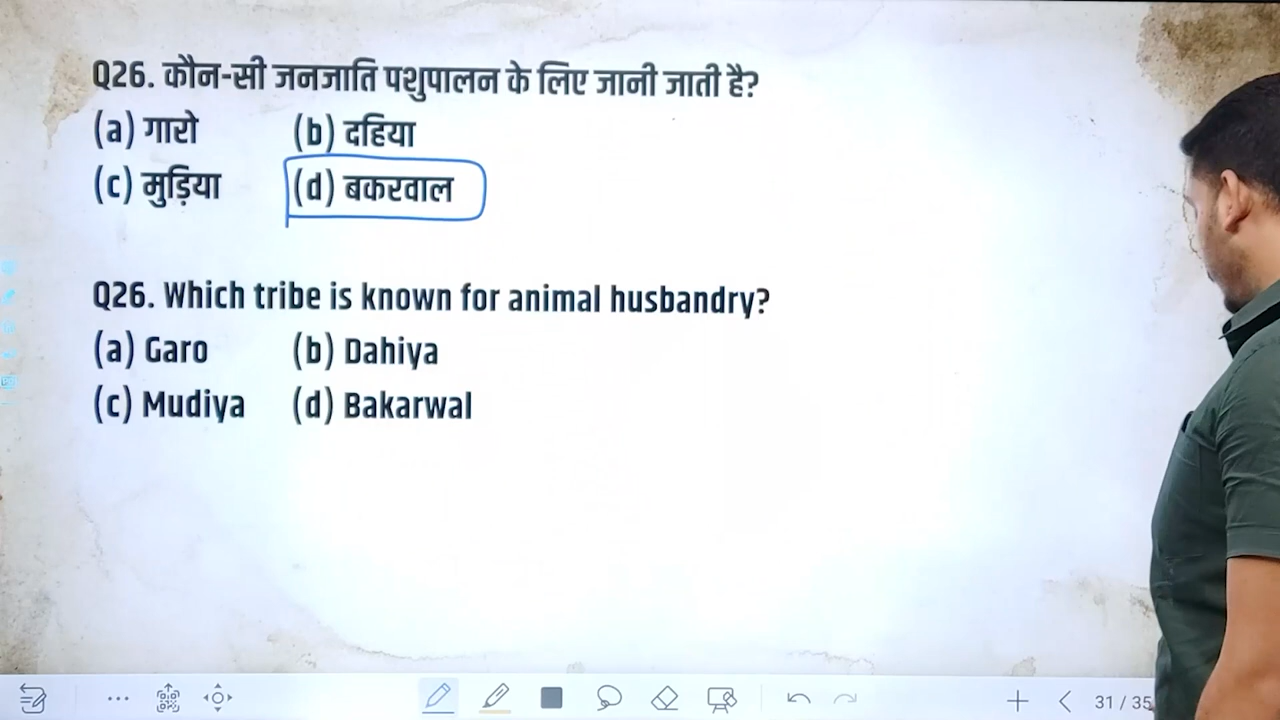 Q26. कौन-सी जनजाति पशुपालन के लिए जानी जाती है?
(a) गारो (b) दहिया
(c) मुड़िया (d) बकरवाल
Q26. Which tribe is known for animal husbandry?
(a) Garo (b) Dahiya
(c) Mudiya (d) Bakarwal
31 / 35